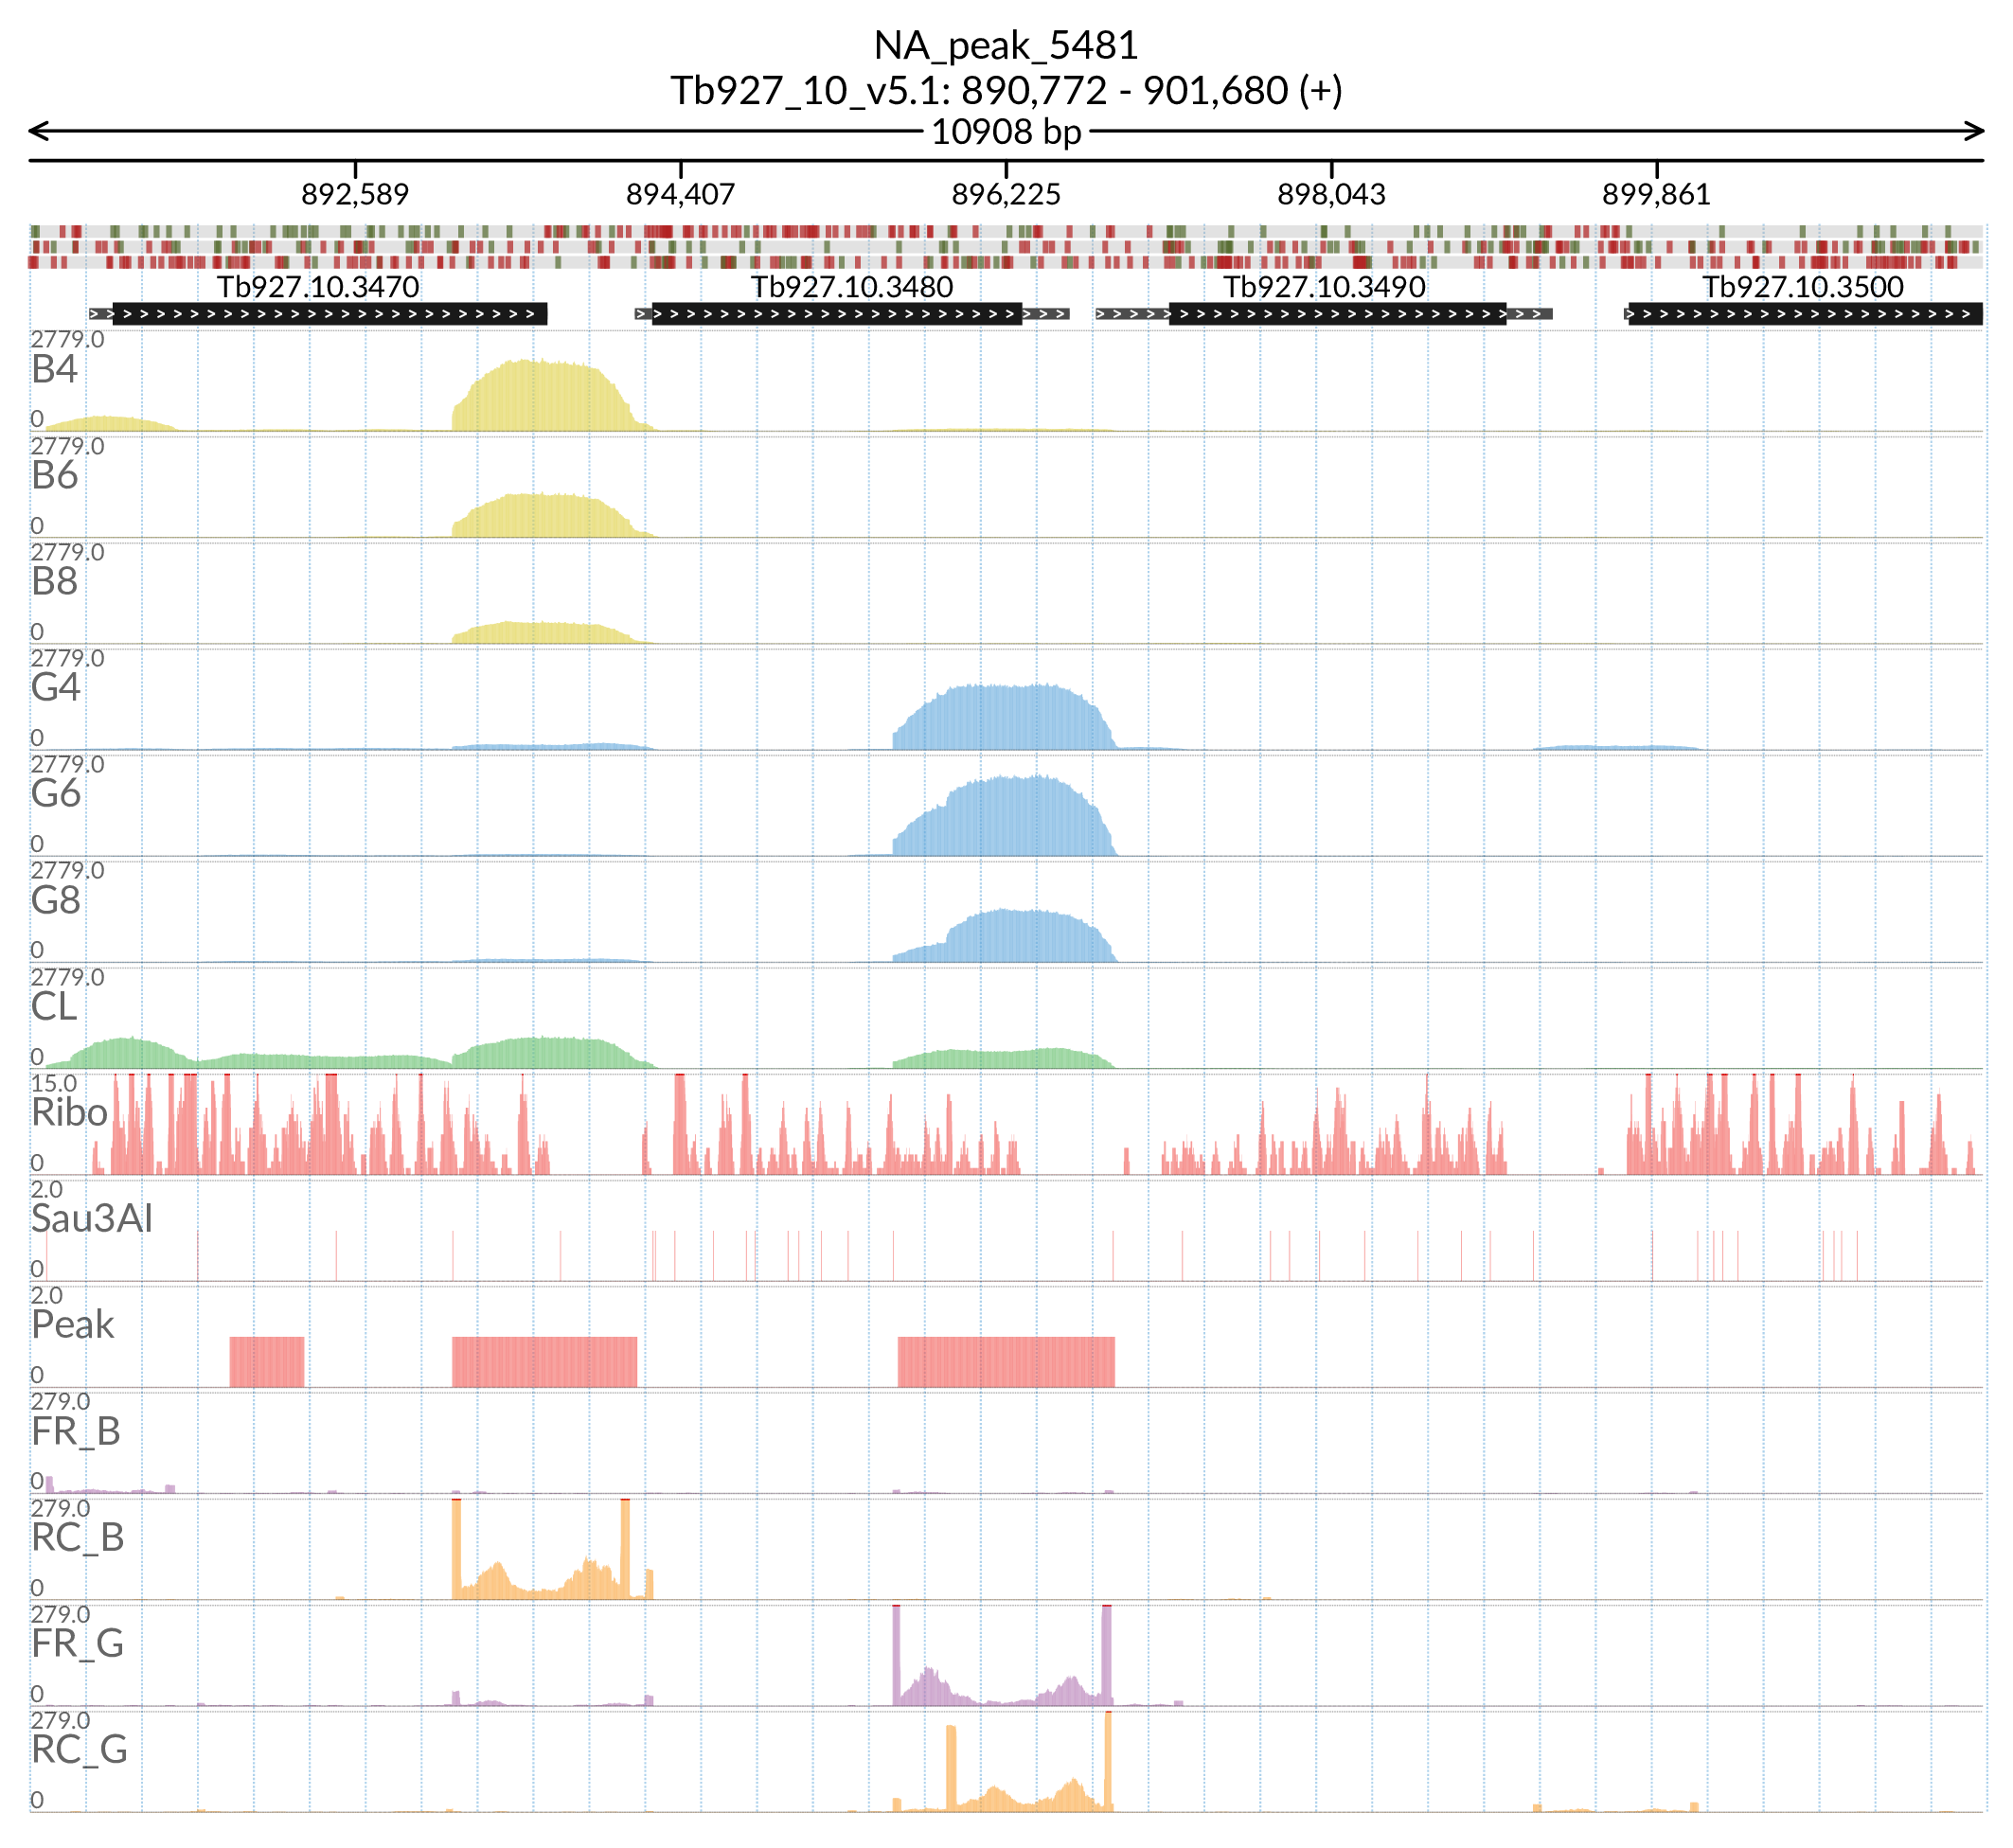 NA_peak_5481
Tb927_10_v5.1: 890,772 - 901,680 (+)
10908 bp
892,589 894,407 896,225 898,043 899,861
Tb927.10.3470 Tb927.10.3480 Tb927.10.3490 Tb927.10.3500
2779.0
B4
0
2779.0
B6
0
2779.0
B8
0
2779.0
G4
0
2779.0
G6
0
2779.0
G8
0
2779.0
CL
0
15.0
Ribo
0
2.0
Sau3AI
0
2.0
Peak
0
279.0
FR_B
0
279.0
RC_B
0
279.0
FR_G
0
279.0
RC_G
0